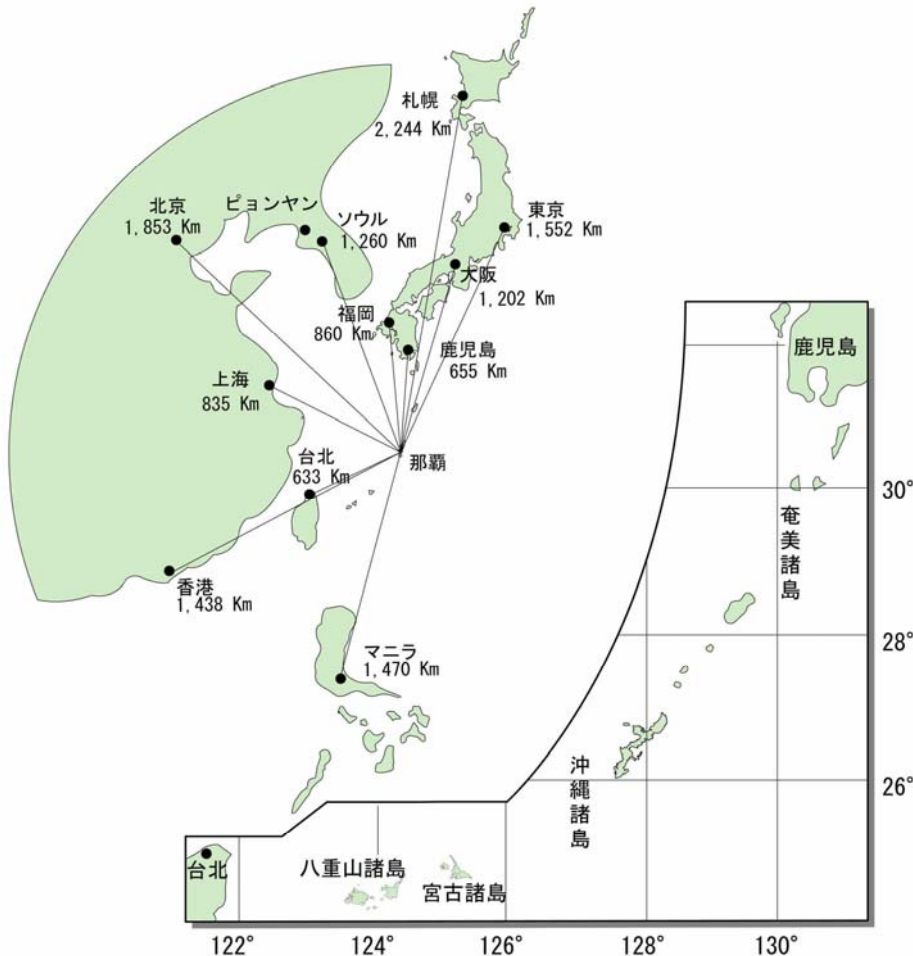 札幌
2,244 Km
北京
1,853 Km
ピョンヤン
ソウル
1,260 Km
東京
1,552 Km
大阪
1,202 Km
福岡
860 Km
鹿児島
655 Km
上海
835 Km
台北
633 Km
那覇
香港
1,438 Km
マニラ
1,470 Km
鹿児島
30°
奄美諸島
28°
沖縄諸島
26°
台北
八重山諸島
宮古諸島
122°
124°
126°
128°
130°